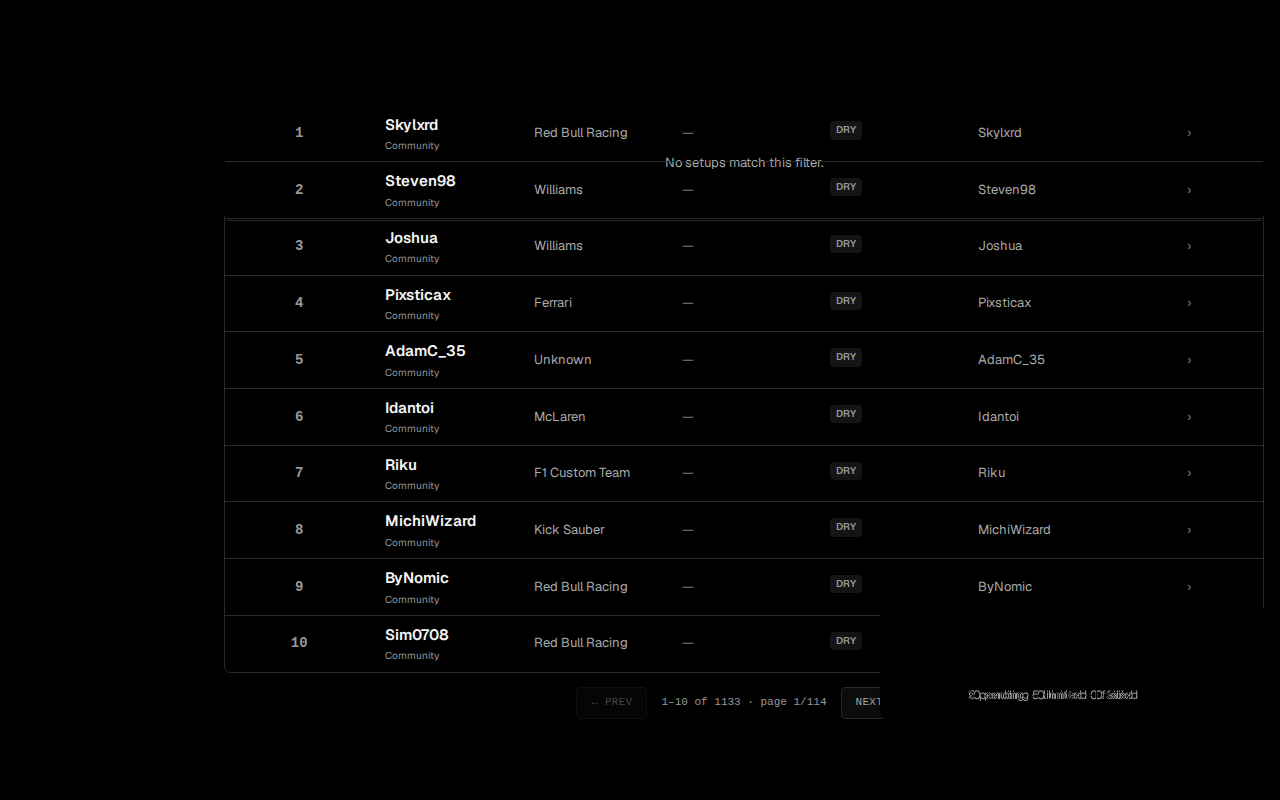 1 Skylxrd Red Bull Racing — DRY Skylxrd ›
Community
No setups match this filter.
2 Steven98 Williams — DRY Steven98 ›
Community
3 Joshua Williams — DRY Joshua ›
Community
4 Pixsticax Ferrari — DRY Pixsticax ›
Community
5 AdamC_35 Unknown — DRY AdamC_35 ›
Community
6 Idantoi McLaren — DRY Idantoi ›
Community
7 Riku F1 Custom Team — DRY Riku ›
Community
8 MichiWizard Kick Sauber — DRY MichiWizard ›
Community
9 ByNomic Red Bull Racing — DRY ByNomic ›
Community
10 Sim0708 Red Bull Racing — DRY
Community
← PREV 1–10 of 1133 · page 1/114 NEXT